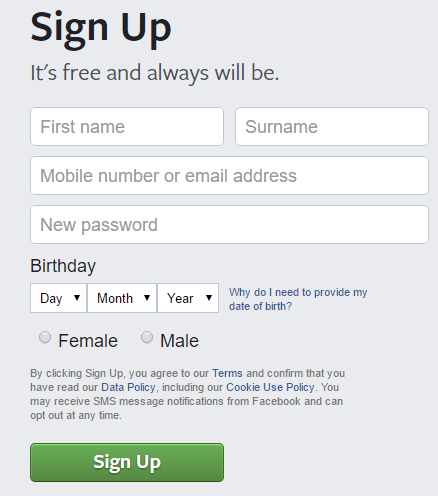 Sign Up
It's free and always will be.
First name Surname
Mobile number or email address
New password
Birthday
Day Month Year Why do I need to provide my
date of birth?
Female Male
By clicking Sign Up, you agree to our Terms and confirm that you
have read our Data Policy, including our Cookie Use Policy. You
may receive SMS message notifications from Facebook and can
opt out at any time.
Sign Up